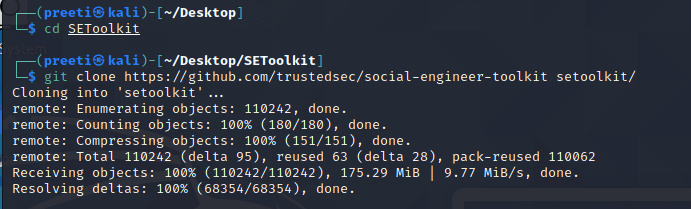 ┌──(preeti㉿kali)-[~/Desktop]
└─$ cd SEToolkit
┌──(preeti㉿kali)-[~/Desktop/SEToolkit]
└─$ git clone https://github.com/trustedsec/social-engineer-toolkit setoolkit/
Cloning into 'setoolkit'...
remote: Enumerating objects: 110242, done.
remote: Counting objects: 100% (180/180), done.
remote: Compressing objects: 100% (151/151), done.
remote: Total 110242 (delta 95), reused 63 (delta 28), pack-reused 110062
Receiving objects: 100% (110242/110242), 175.29 MiB | 9.77 MiB/s, done.
Resolving deltas: 100% (68354/68354), done.